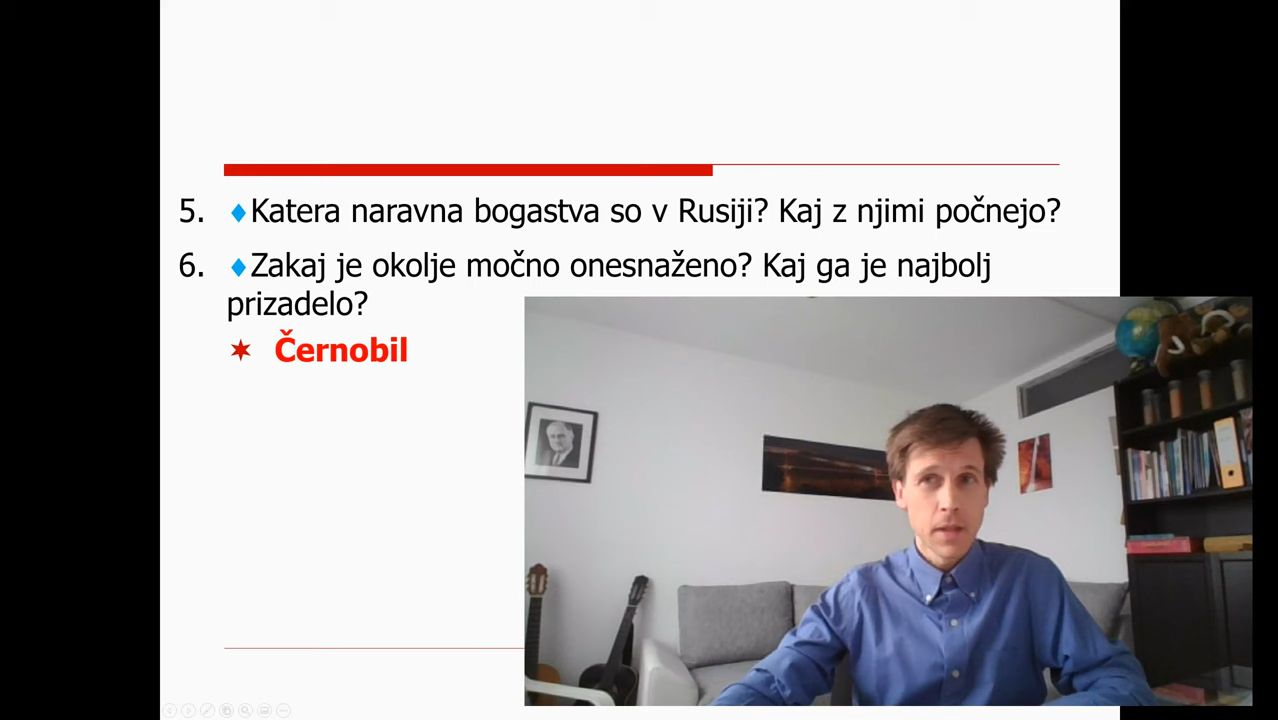 5. ♦Katera naravna bogastva so v Rusiji? Kaj z njimi počnejo?
6. ♦Zakaj je okolje močno onesnaženo? Kaj ga je najbolj
prizadelo?
✶ Černobil